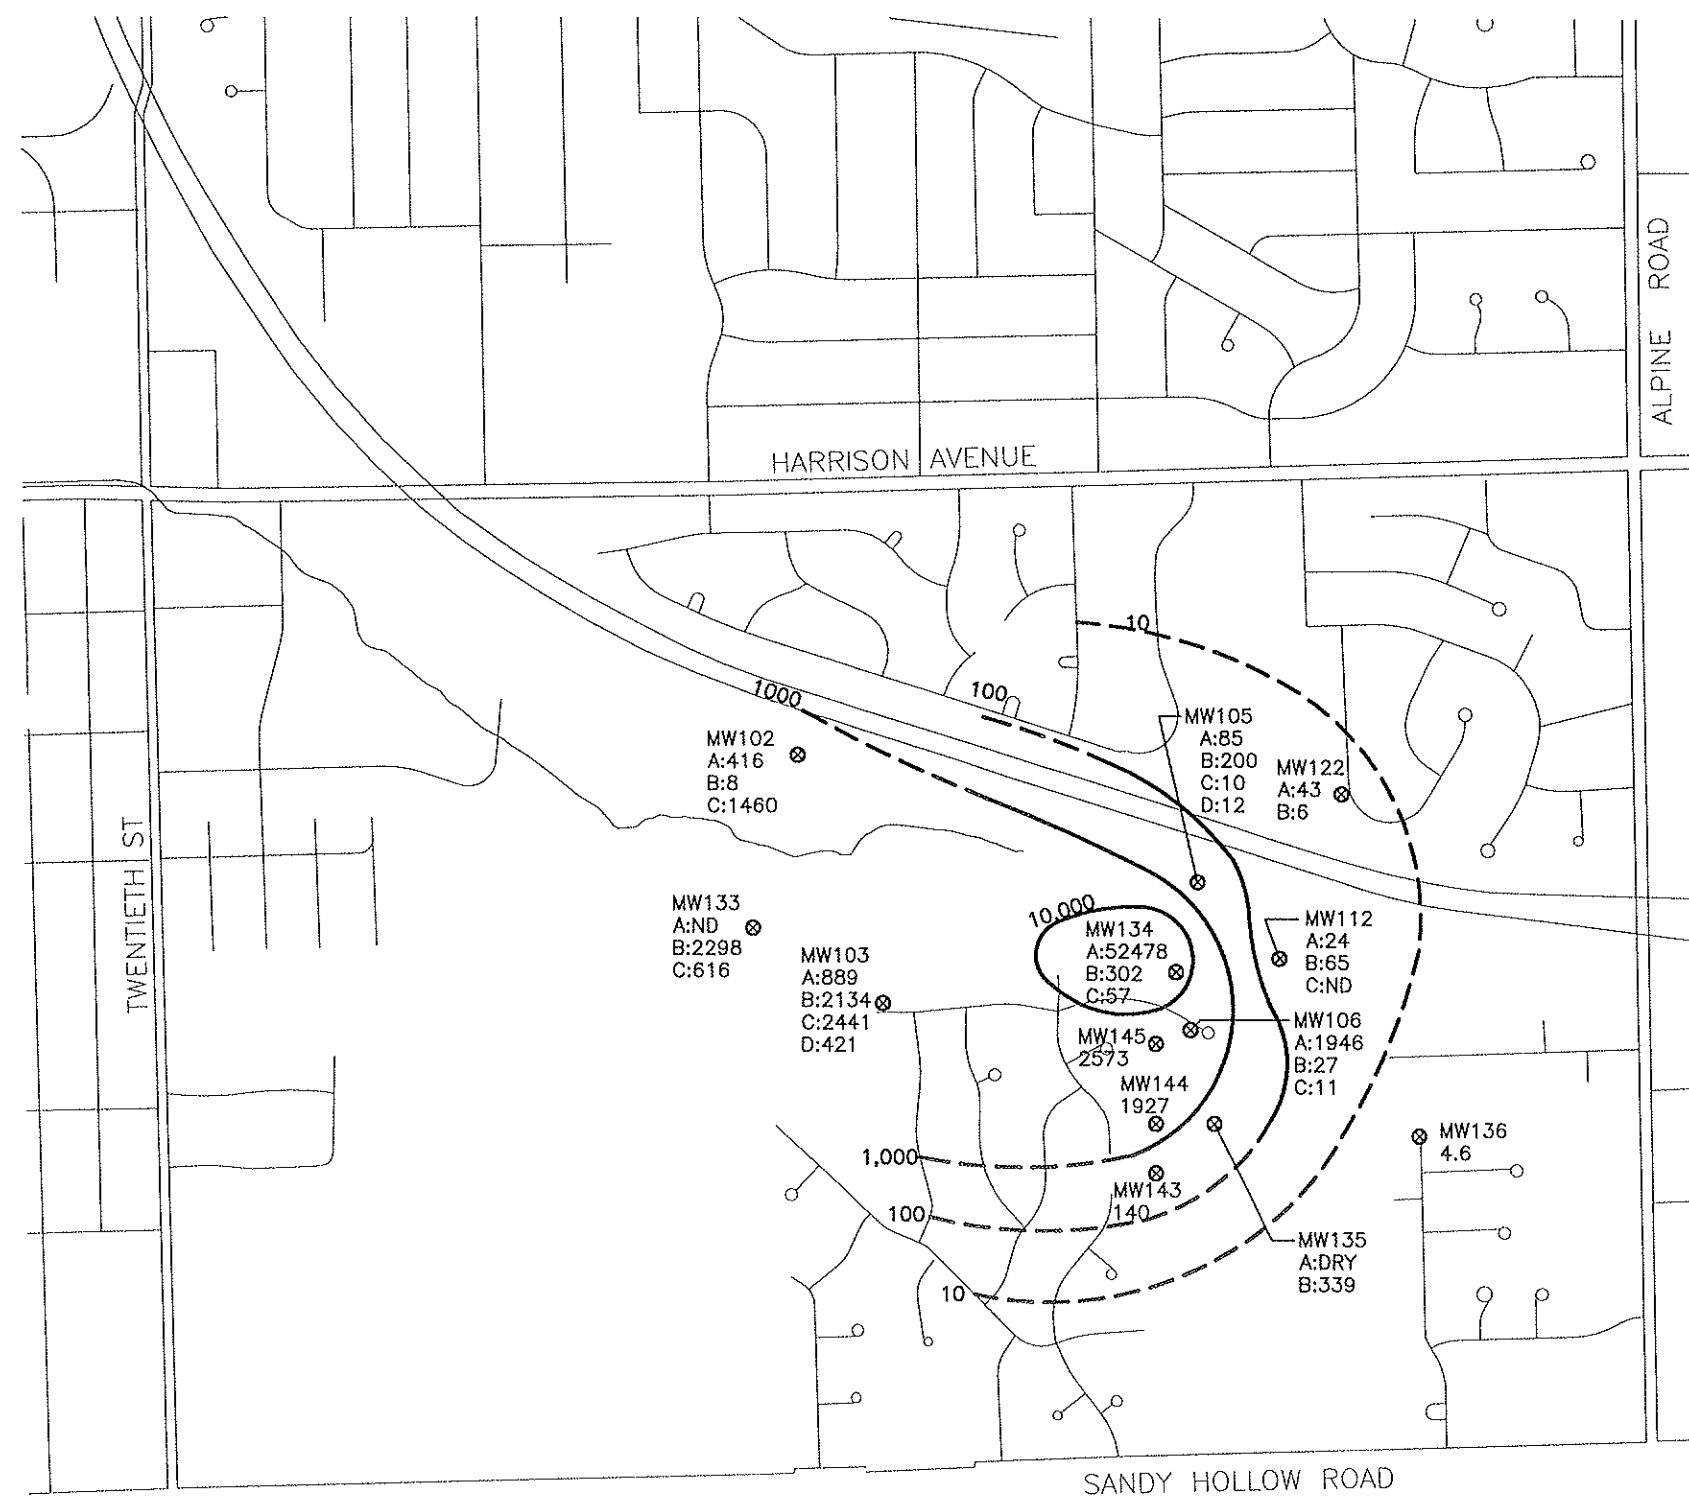 ALPINE ROAD
HARRISON AVENUE
10
1000
100
MW105
A:85
B:200
C:10
D:12
MW102
A:416
B:8
C:1460
MW122
A:43
B:6
TWENTIETH ST
MW133
A:ND
B:2298
C:616
10,000
MW134
A:52478
B:302
C:57
MW112
A:24
B:65
C:ND
MW103
A:889
B:2134
C:2441
D:421
MW106
A:1946
B:27
C:11
MW145
2573
MW144
1927
MW136
4.6
1,000
MW143
140
100
MW135
A:DRY
B:339
10
SANDY HOLLOW ROAD